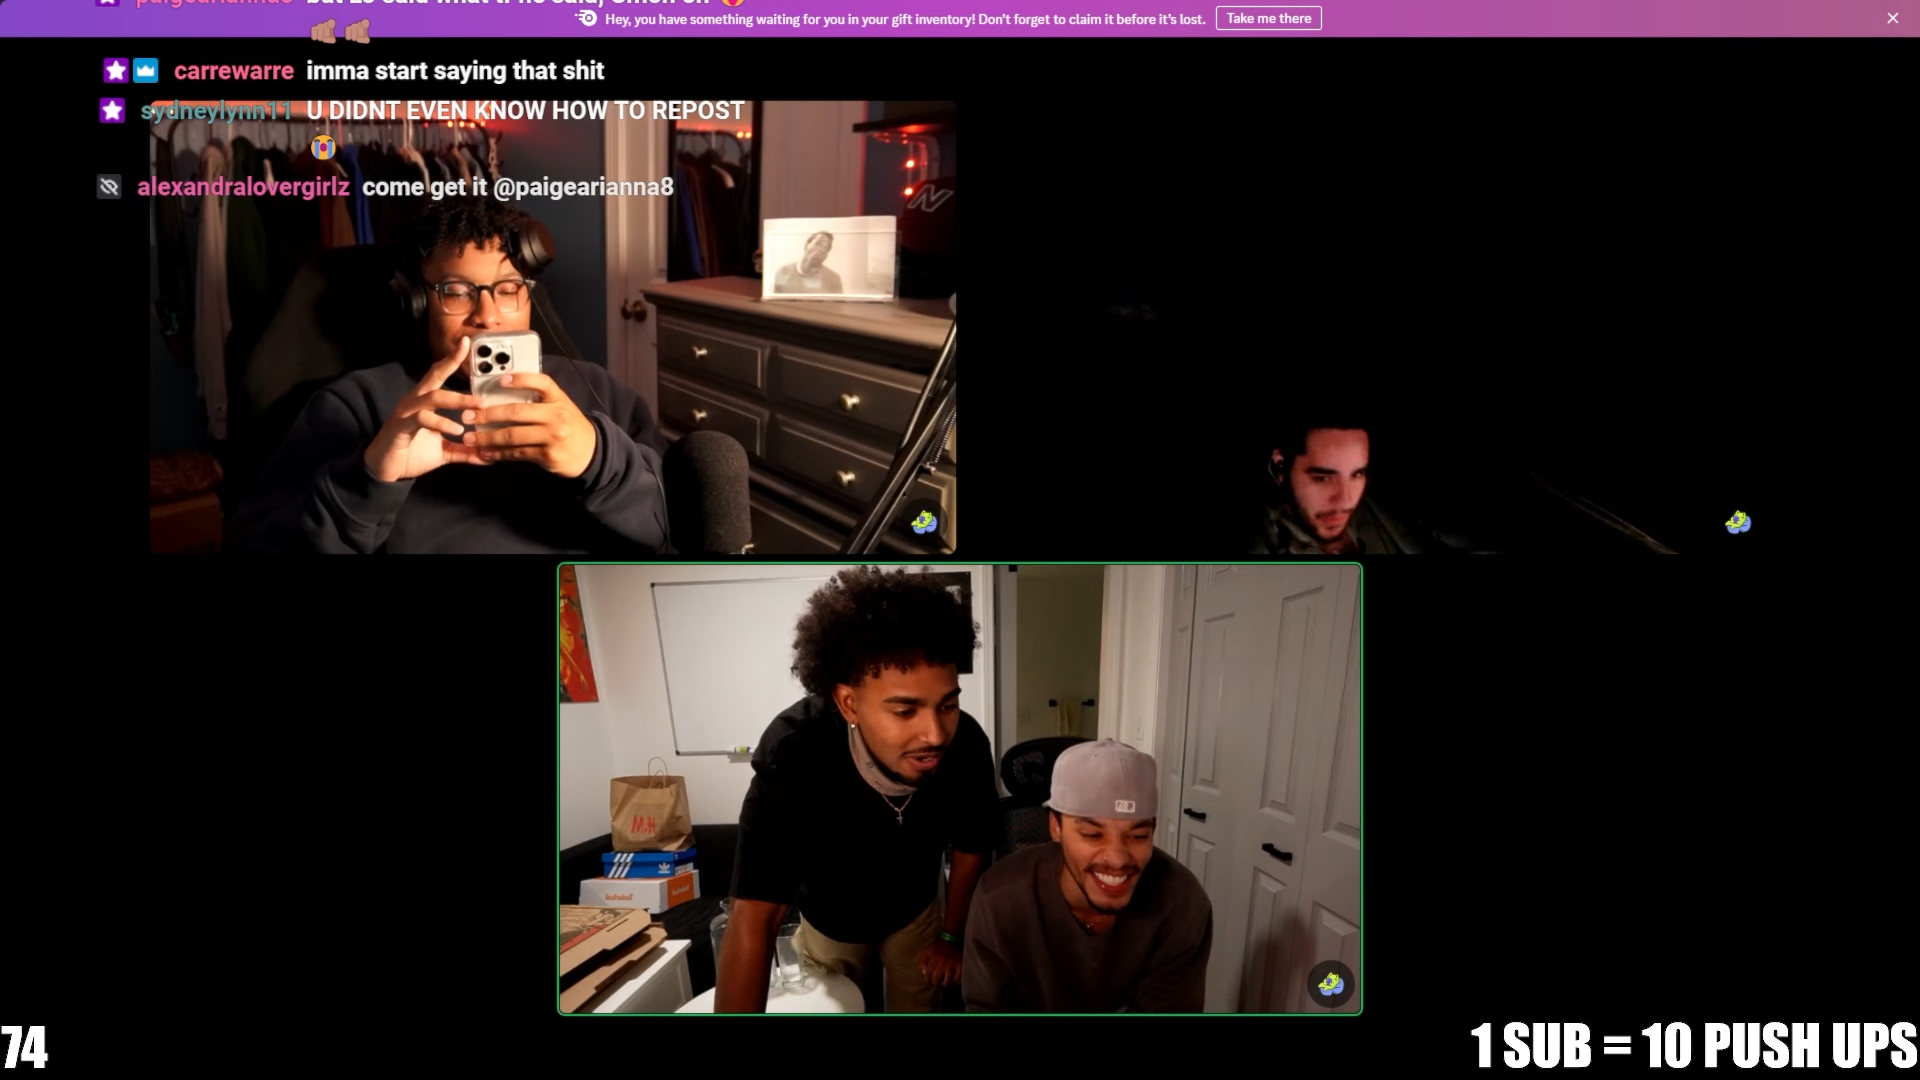 Hey, you have something waiting for you in your gift inventory! Don't forget to claim it before it's lost. Take me there
carrewarre imma start saying that shit
sydneylynn11 U DIDNT EVEN KNOW HOW TO REPOST
😭
alexandralovergirlz come get it @paigearianna8
H&M
74
1 SUB = 10 PUSH UPS